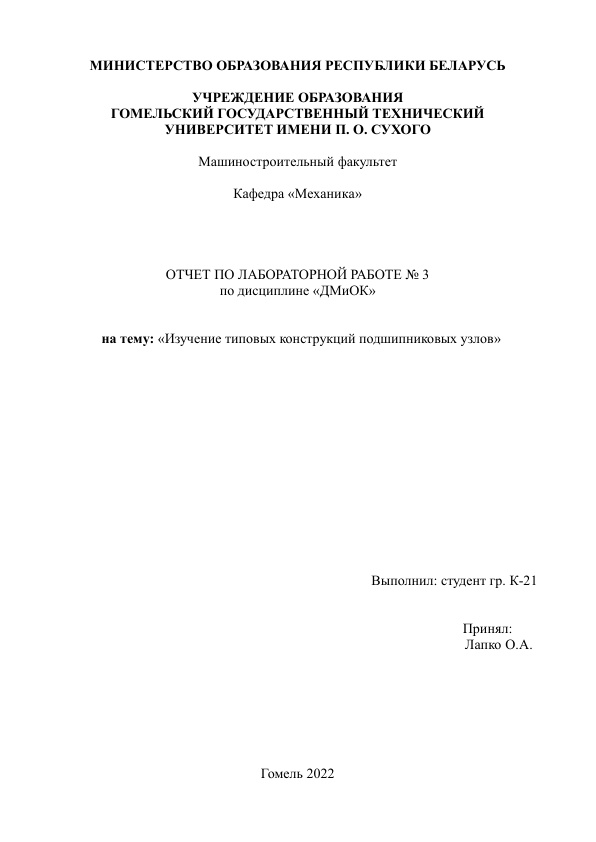 МИНИСТЕРСТВО ОБРАЗОВАНИЯ РЕСПУБЛИКИ БЕЛАРУСЬ
УЧРЕЖДЕНИЕ ОБРАЗОВАНИЯ
ГОМЕЛЬСКИЙ ГОСУДАРСТВЕННЫЙ ТЕХНИЧЕСКИЙ
УНИВЕРСИТЕТ ИМЕНИ П. О. СУХОГО
Машиностроительный факультет
Кафедра «Механика»
ОТЧЕТ ПО ЛАБОРАТОРНОЙ РАБОТЕ № 3
по дисциплине «ДМиОК»
на тему: «Изучение типовых конструкций подшипниковых узлов»
Выполнил: студент гр. К-21
Принял:
Лапко О.А.
Гомель 2022